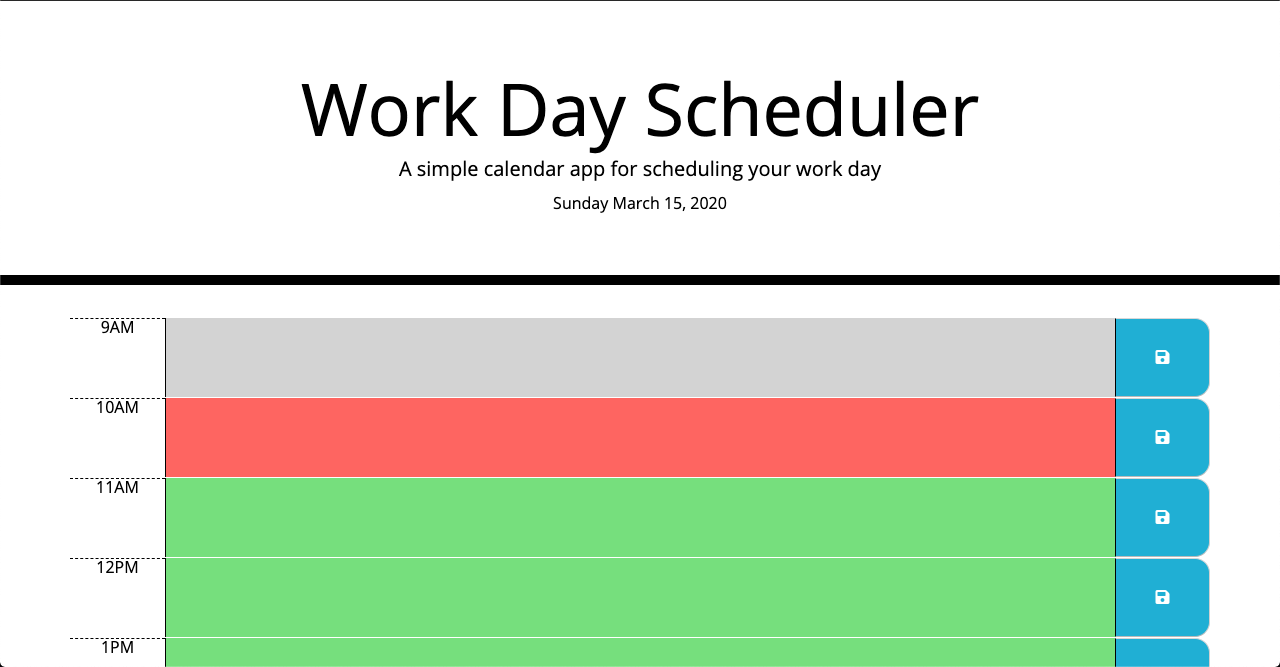 Work Day Scheduler
A simple calendar app for scheduling your work day
Sunday March 15, 2020
9AM
10AM
11AM
12PM
1PM